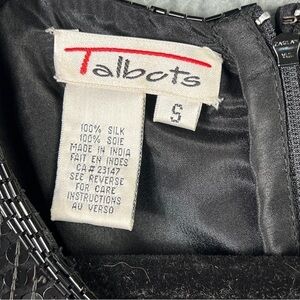 Talbots
S
100% SILK
100% SOIE
MADE IN INDIA
FAIT EN INDES
CA# 23147
SEE REVERSE
FOR CARE
INSTRUCTIONS
AU VERSO